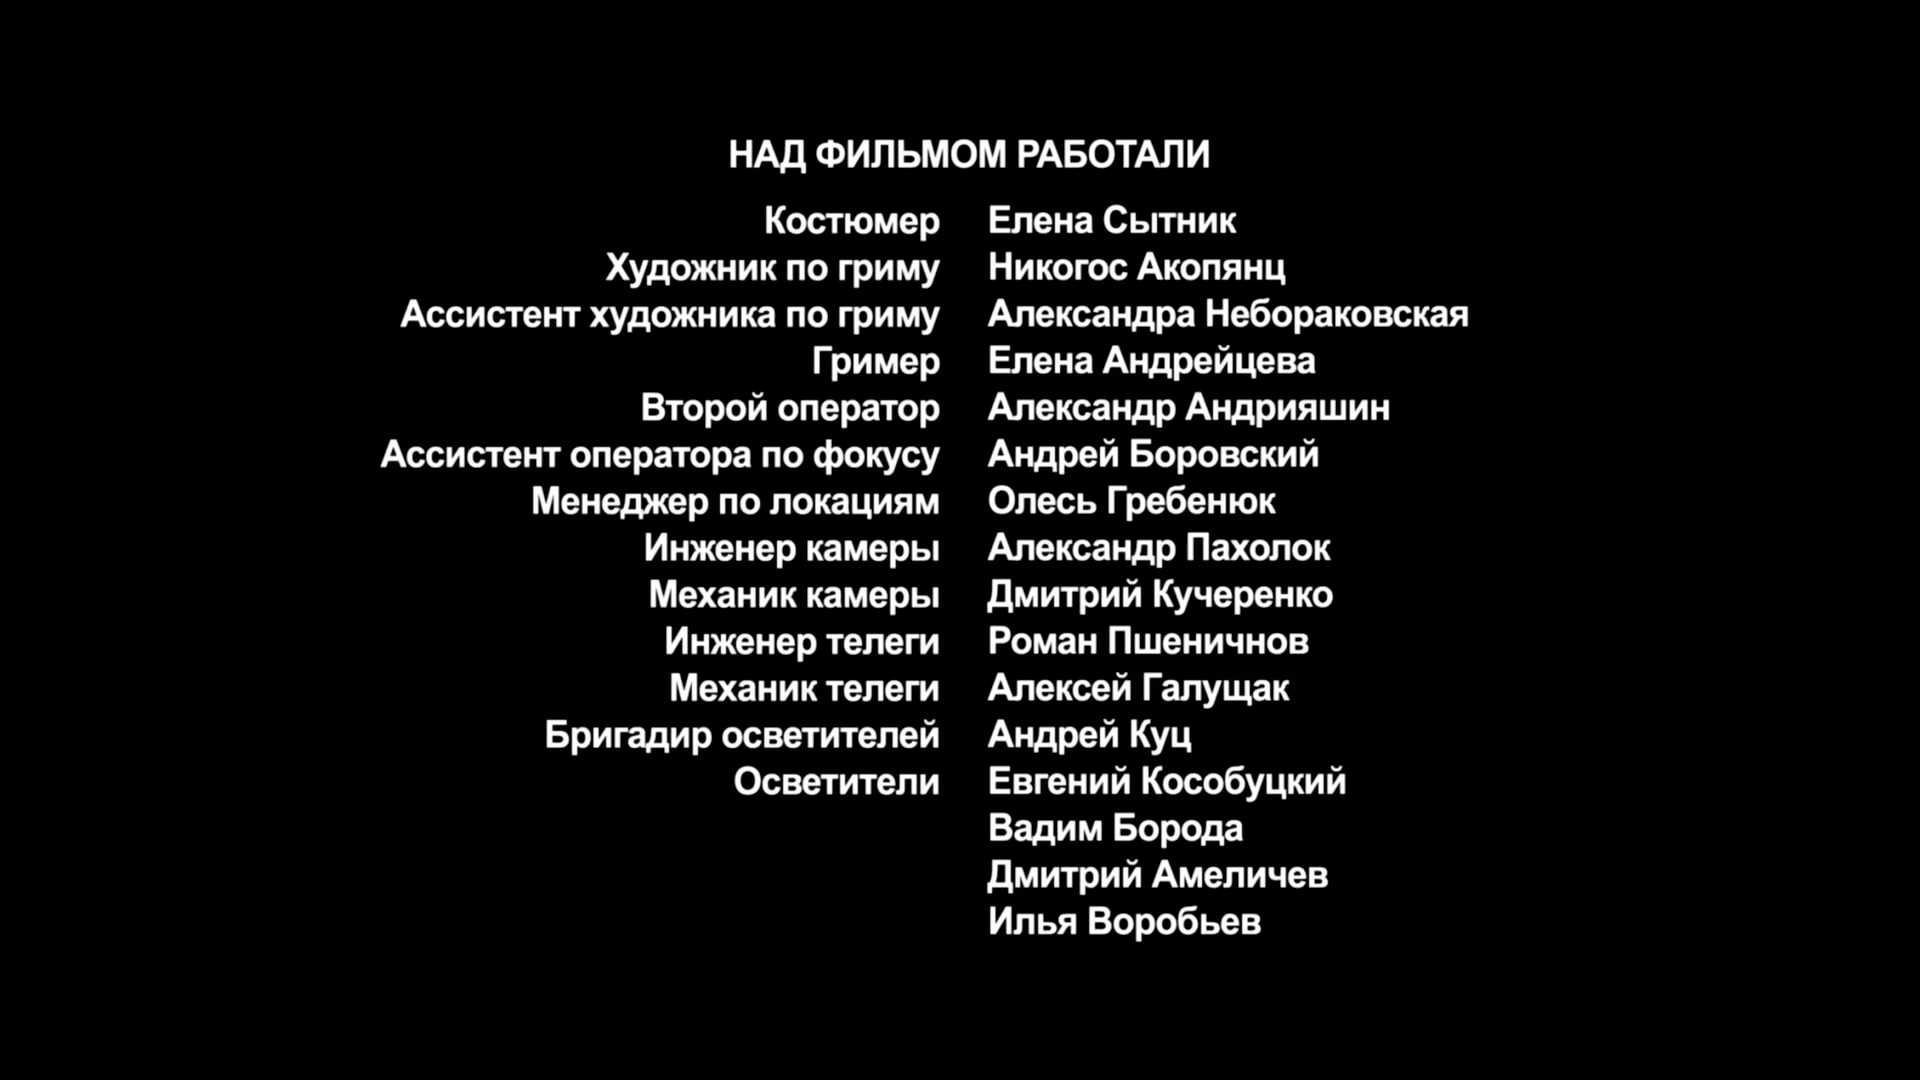 НАД ФИЛЬМОМ РАБОТАЛИ
Костюмер Елена Сытник
Художник по гриму Никогос Акопянц
Ассистент художника по гриму Александра Небораковская
Гример Елена Андрейцева
Второй оператор Александр Андрияшин
Ассистент оператора по фокусу Андрей Боровский
Менеджер по локациям Олесь Гребенюк
Инженер камеры Александр Пахолок
Механик камеры Дмитрий Кучеренко
Инженер телеги Роман Пшеничнов
Механик телеги Алексей Галущак
Бригадир осветителей Андрей Куц
Осветители Евгений Кособуцкий
Вадим Борода
Дмитрий Амеличев
Илья Воробьев